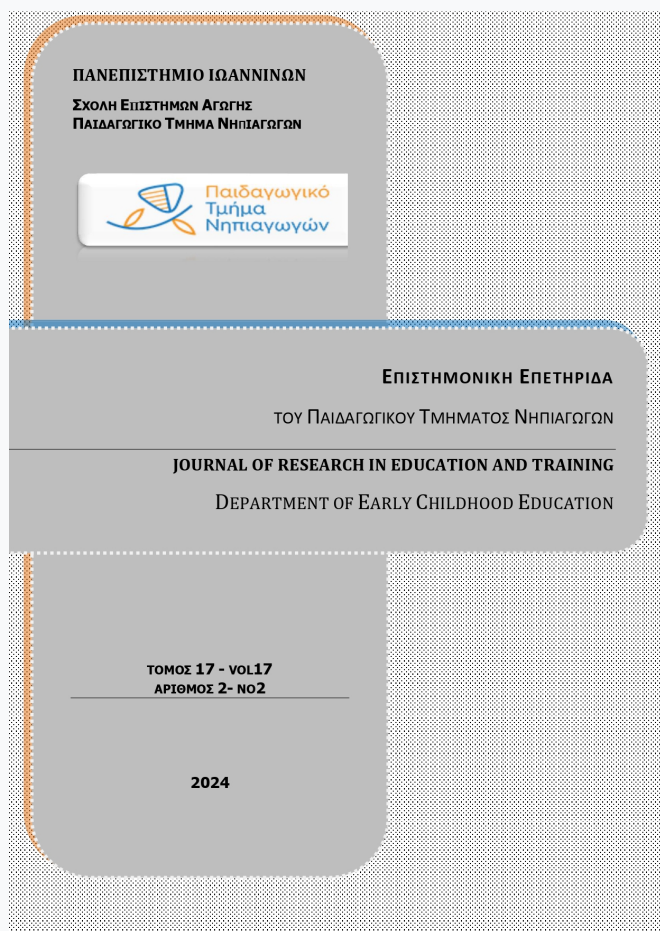 ΠΑΝΕΠΙΣΤΗΜΙΟ ΙΩΑΝΝΙΝΩΝ
ΣΧΟΛΗ ΕΠΙΣΤΗΜΩΝ ΑΓΩΓΗΣ
ΠΑΙΔΑΓΩΓΙΚΟ ΤΜΗΜΑ ΝΗΠΙΑΓΩΓΩΝ
Παιδαγωγικό
Τμήμα
Νηπιαγωγών
ΕΠΙΣΤΗΜΟΝΙΚΗ ΕΠΕΤΗΡΙΔΑ
ΤΟΥ ΠΑΙΔΑΓΩΓΙΚΟΥ ΤΜΗΜΑΤΟΣ ΝΗΠΙΑΓΩΓΩΝ
JOURNAL OF RESEARCH IN EDUCATION AND TRAINING
DEPARTMENT OF EARLY CHILDHOOD EDUCATION
ΤΟΜΟΣ 17 - VOL17
ΑΡΙΘΜΟΣ 2- NO2
2024